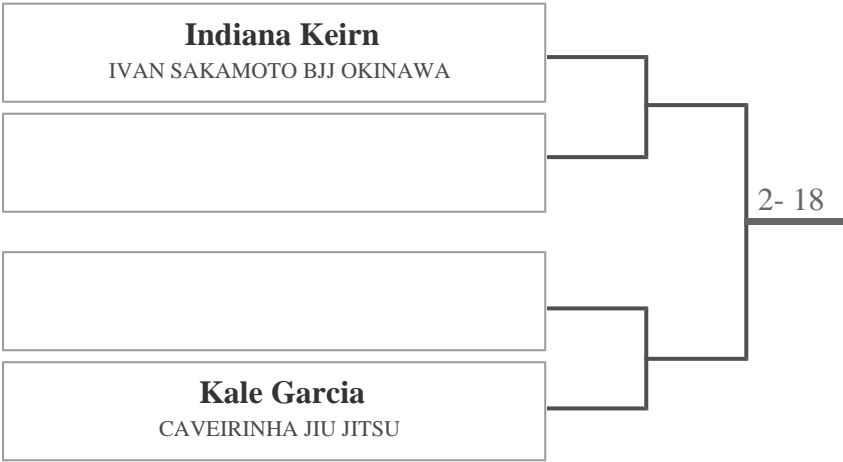 Indiana Keirn
IVAN SAKAMOTO BJJ OKINAWA
2- 18
Kale Garcia
CAVEIRINHA JIU JITSU